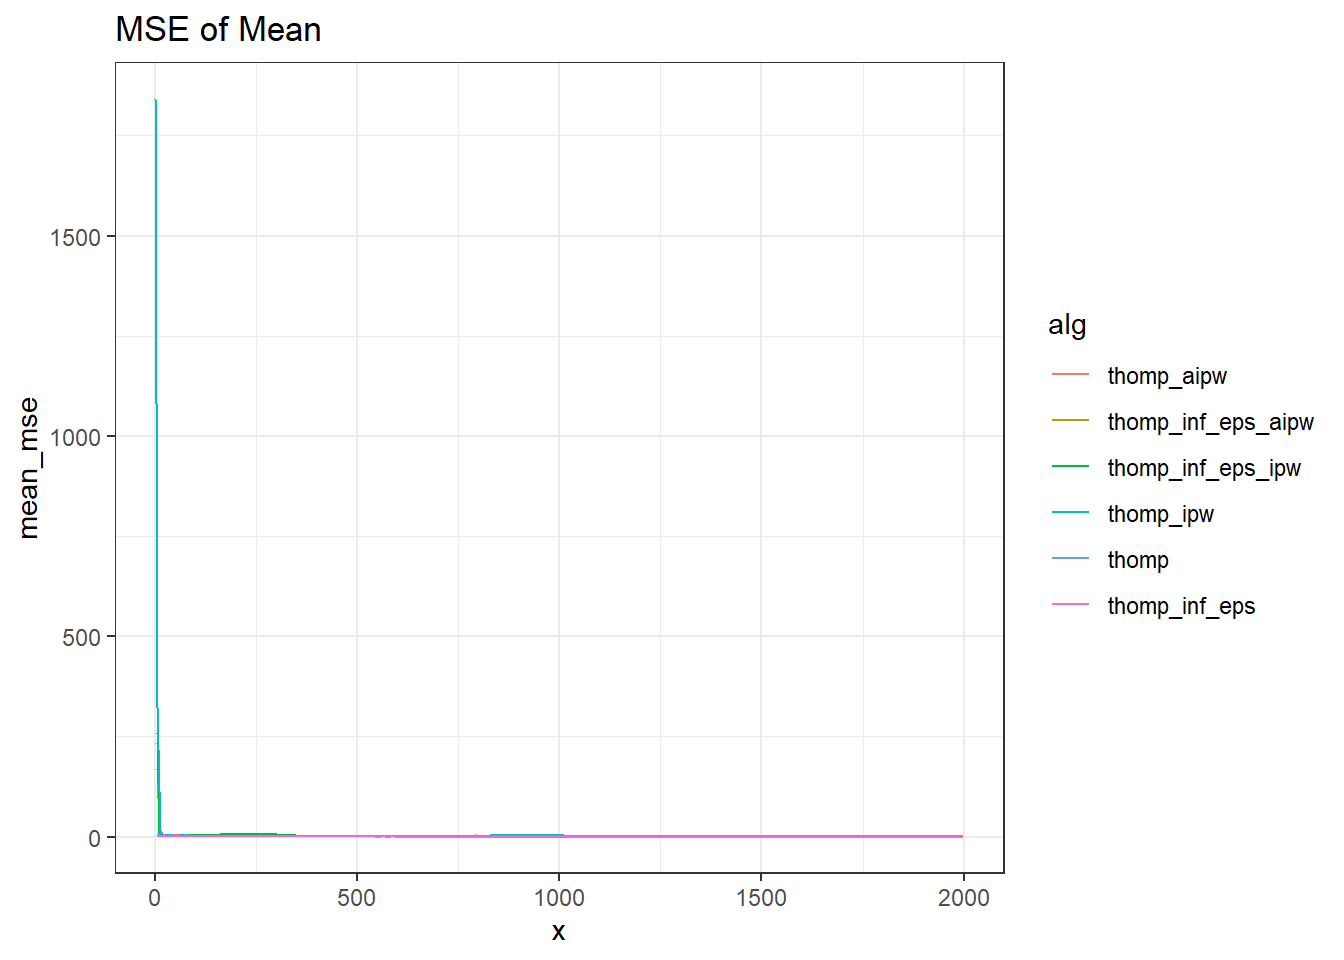 MSE of Mean
mean_mse
1500
1000
500
0
0
500
1000
1500
2000
x
alg
thomp_aipw
thomp_inf_eps_aipw
thomp_inf_eps_ipw
thomp_ipw
thomp
thomp_inf_eps